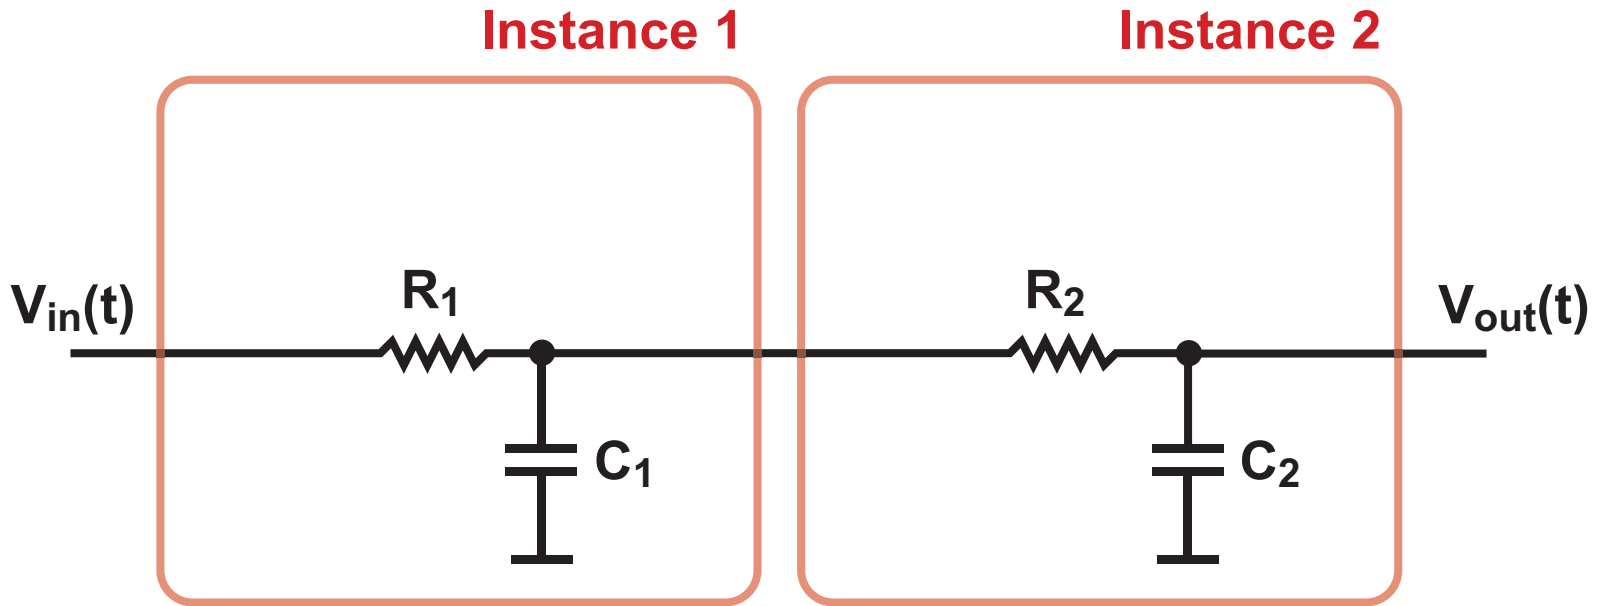 Instance 1
Instance 2
Vin(t)
R1
R2
Vout(t)
C1
C2